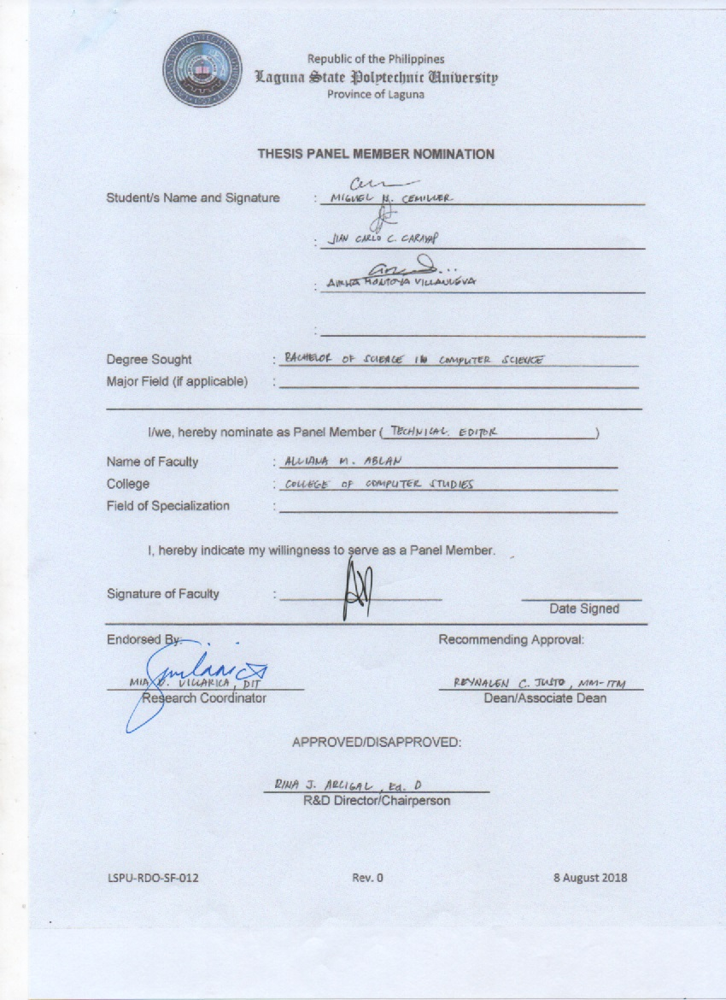 Republic of the Philippines
Laguna State Polytechnic University
Province of Laguna
THESIS PANEL MEMBER NOMINATION
Student/s Name and Signature : MIGUEL M. CEMILLER
: JIAN CARLO C. CARAYAP
: AIRHA MONTOYA VILLANUEVA
:
Degree Sought : BACHELOR OF SCIENCE IN COMPUTER SCIENCE
Major Field (if applicable) :
I/we, hereby nominate as Panel Member ( TECHNICAL EDITOR )
Name of Faculty : ALLIANA M. ABLAN
College : COLLEGE OF COMPUTER STUDIES
Field of Specialization :
I, hereby indicate my willingness to serve as a Panel Member.
Signature of Faculty :
Date Signed
Endorsed By: Recommending Approval:
MIA V. VILLARICA, DIT REYNALEN C. JUSTO, MM-ITM
Research Coordinator Dean/Associate Dean
APPROVED/DISAPPROVED:
RINA J. ARCIGAL, Ed. D
R&D Director/Chairperson
LSPU-RDO-SF-012 Rev. 0 8 August 2018